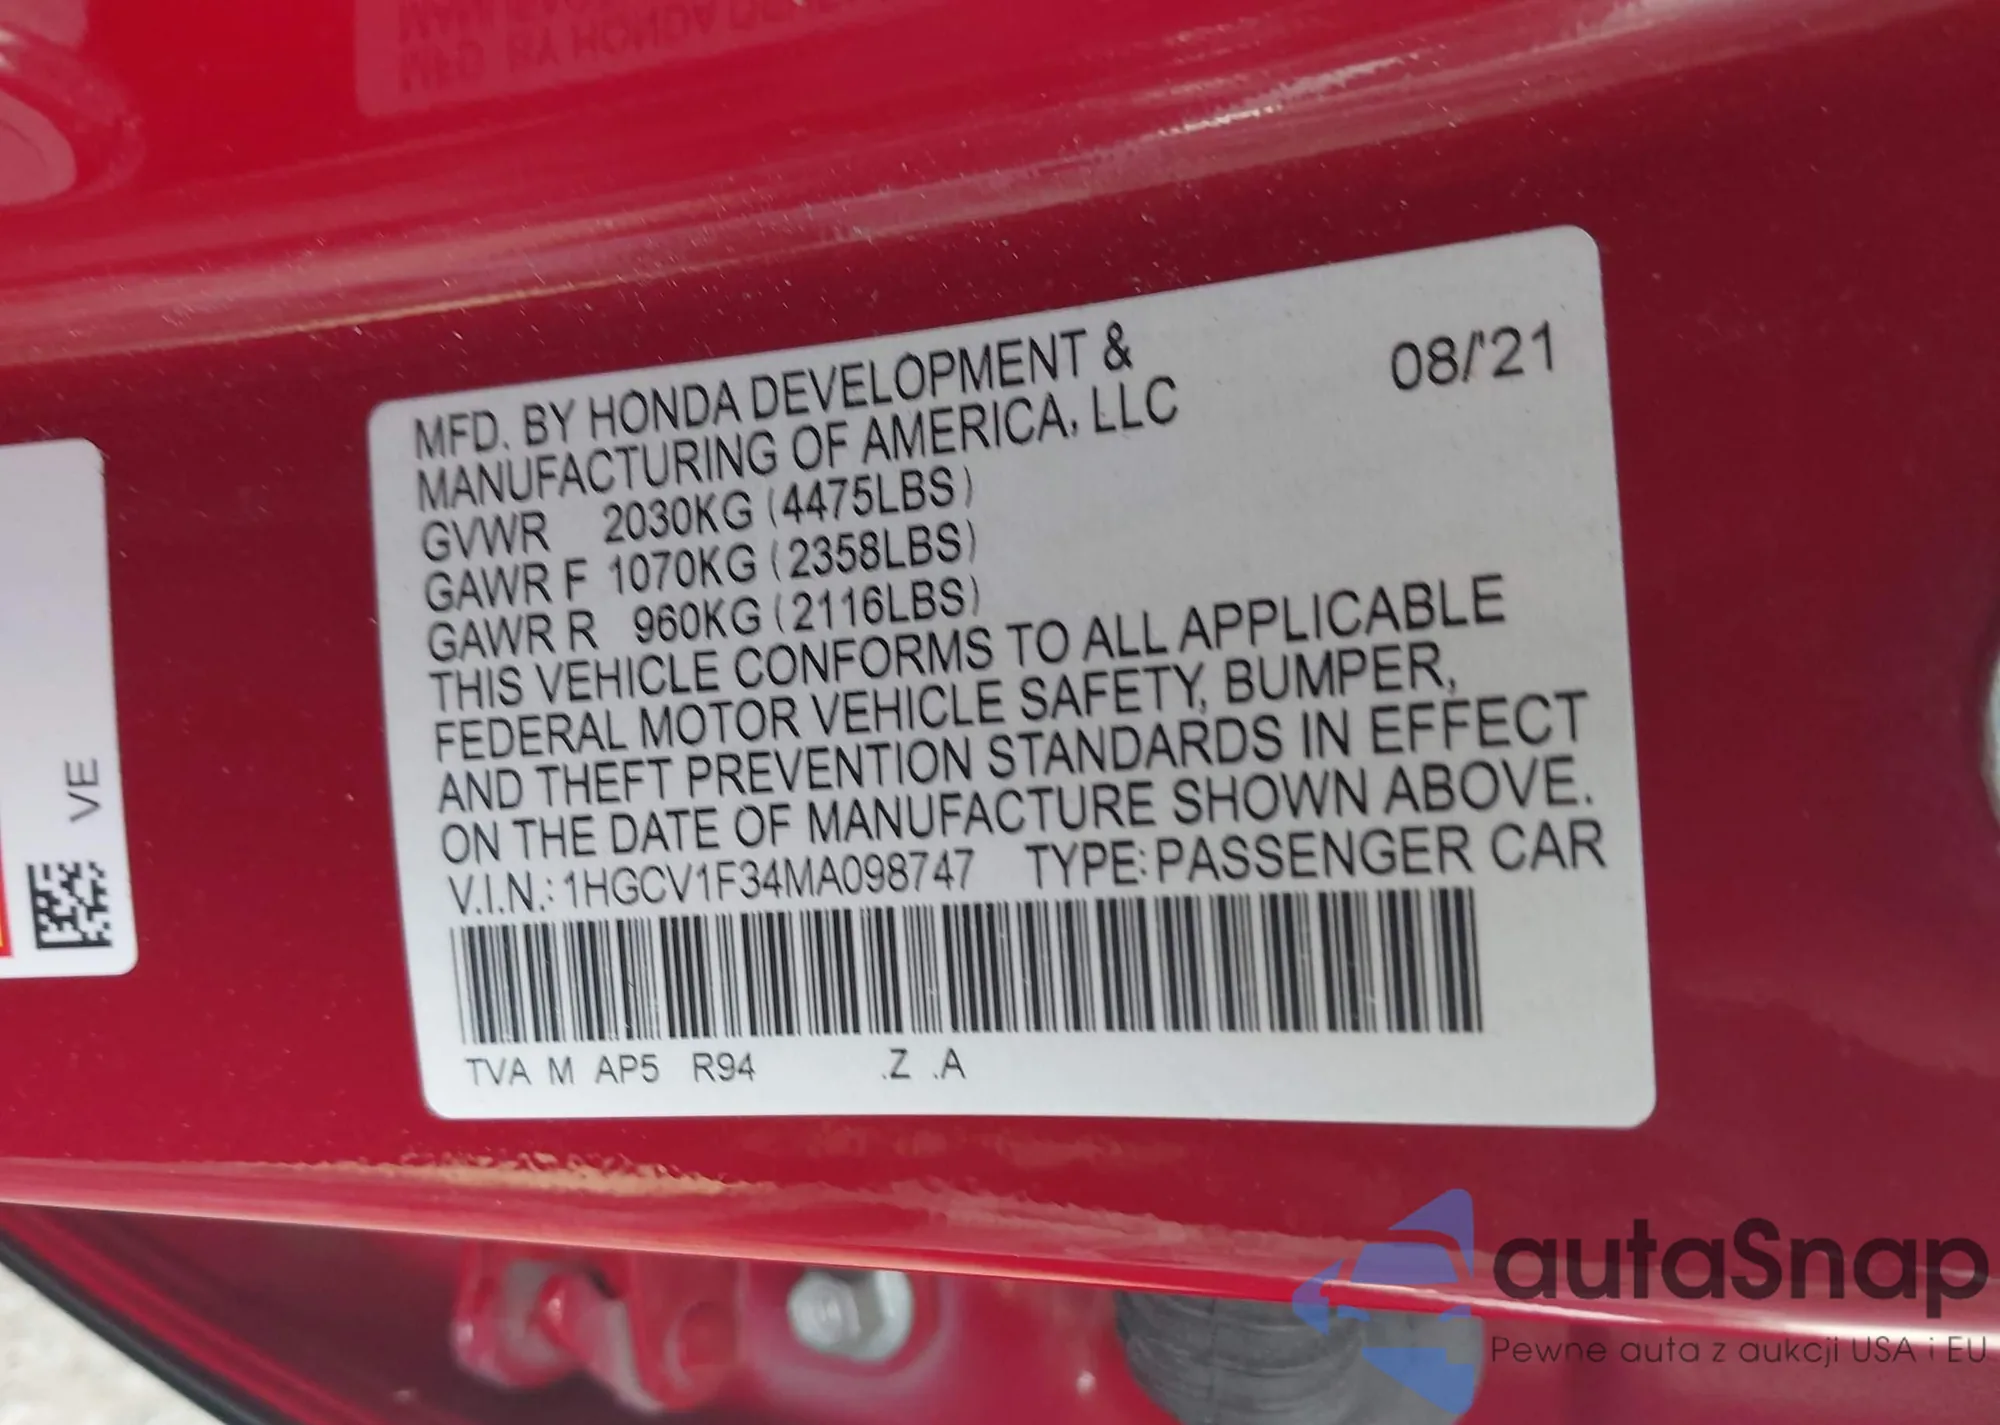 MFD. BY HONDA DEVELOPMENT &
MANUFACTURING OF AMERICA, LLC
08/'21
GVWR 2030KG (4475LBS)
GAWR F 1070KG (2358LBS)
GAWR R 960KG (2116LBS)
THIS VEHICLE CONFORMS TO ALL APPLICABLE
FEDERAL MOTOR VEHICLE SAFETY, BUMPER,
AND THEFT PREVENTION STANDARDS IN EFFECT
ON THE DATE OF MANUFACTURE SHOWN ABOVE.
V.I.N.: 1HGCV1F34MA098747 TYPE: PASSENGER CAR
TVA M AP5 R94 .Z .A
VE
autaSnap
Pewne auta z aukcji USA i EU